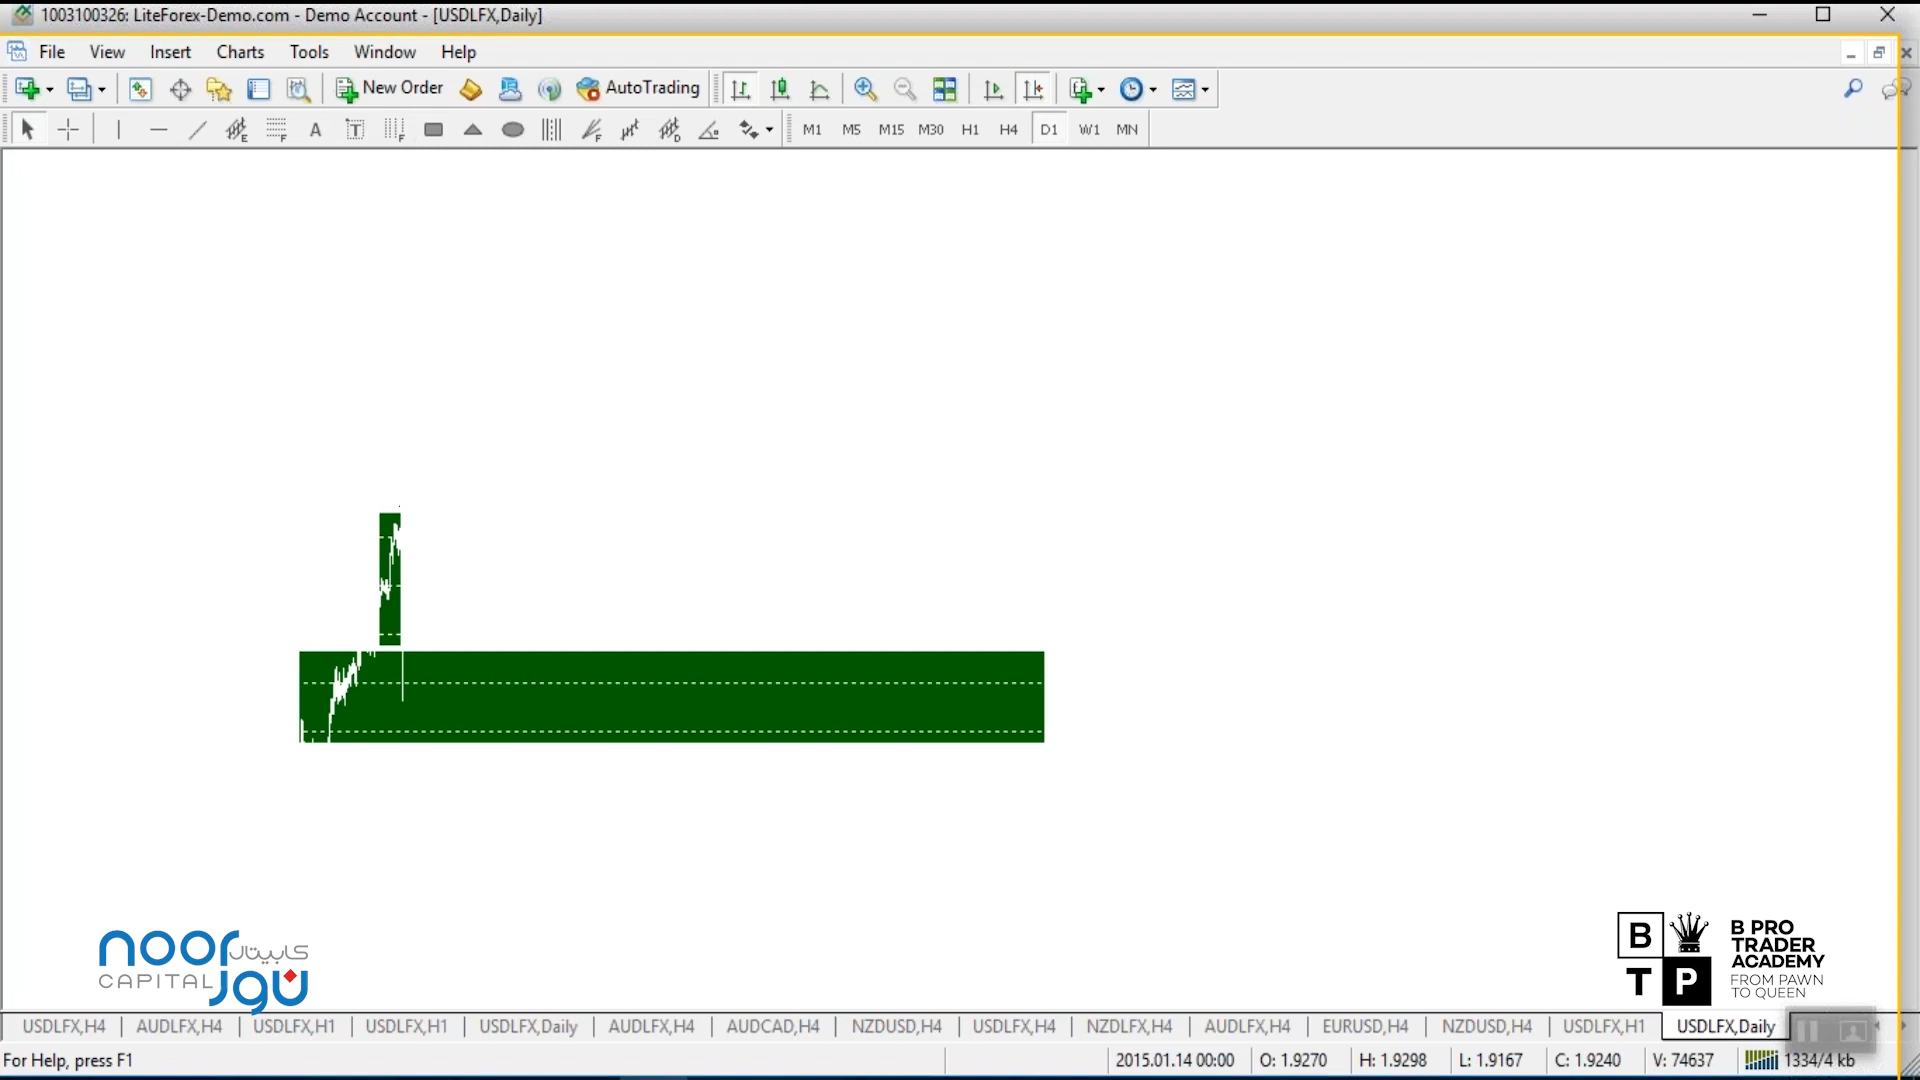 1003100326: LiteForex-Demo.com - Demo Account - [USDLFX,Daily]
File View Insert Charts Tools Window Help
New Order AutoTrading
A T M1 M5 M15 M30 H1 H4 D1 W1 MN
noor كابيتال
CAPITAL نور
B T P
B PRO
TRADER
ACADEMY
FROM PAWN
TO QUEEN
USDLFX,H4 AUDLFX,H4 USDLFX,H1 USDLFX,H1 USDLFX,Daily AUDLFX,H4 AUDCAD,H4 NZDUSD,H4 USDLFX,H4 NZDLFX,H4 AUDLFX,H4 EURUSD,H4 NZDUSD,H4 USDLFX,H1 USDLFX,Daily
For Help, press F1 2015.01.14 00:00 O: 1.9270 H: 1.9298 L: 1.9167 C: 1.9240 V: 74637 1334/4 kb